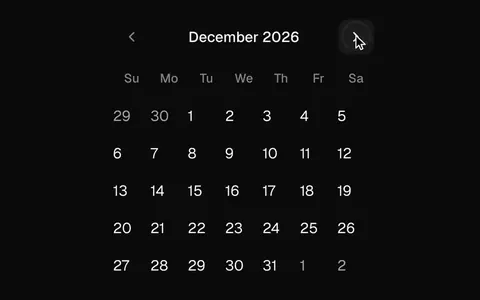 December 2026
Su Mo Tu We Th Fr Sa
29 30 1 2 3 4 5
6 7 8 9 10 11 12
13 14 15 16 17 18 19
20 21 22 23 24 25 26
27 28 29 30 31 1 2